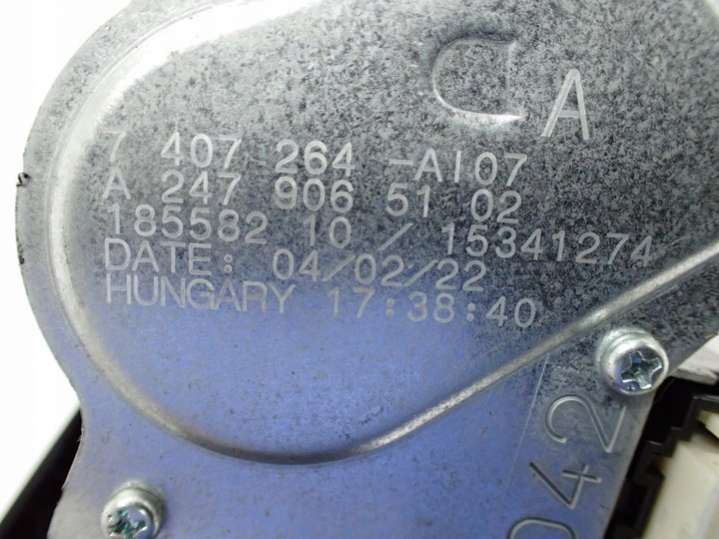 A
7 407 264 -AI07
A 247 906 51 02
185582 10 / 15341274
DATE: 04/02/22
HUNGARY 17:38:40
042